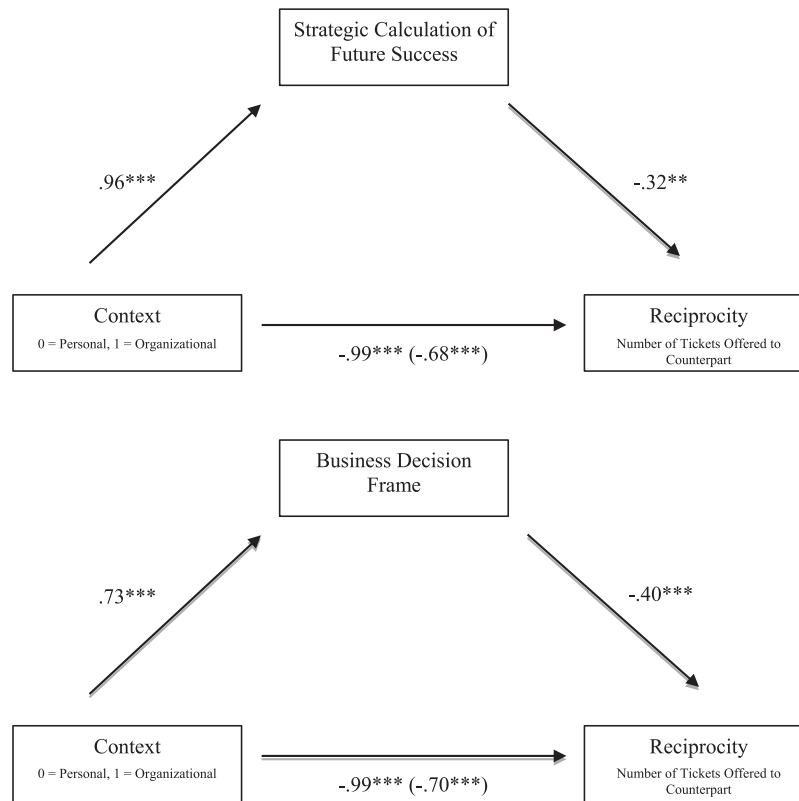 Strategic Calculation of
Future Success
.96***
-.32**
Context
0 = Personal, 1 = Organizational
-.99*** (-.68***)
Reciprocity
Number of Tickets Offered to
Counterpart
Business Decision
Frame
.73***
-.40***
Context
0 = Personal, 1 = Organizational
-.99*** (-.70***)
Reciprocity
Number of Tickets Offered to
Counterpart